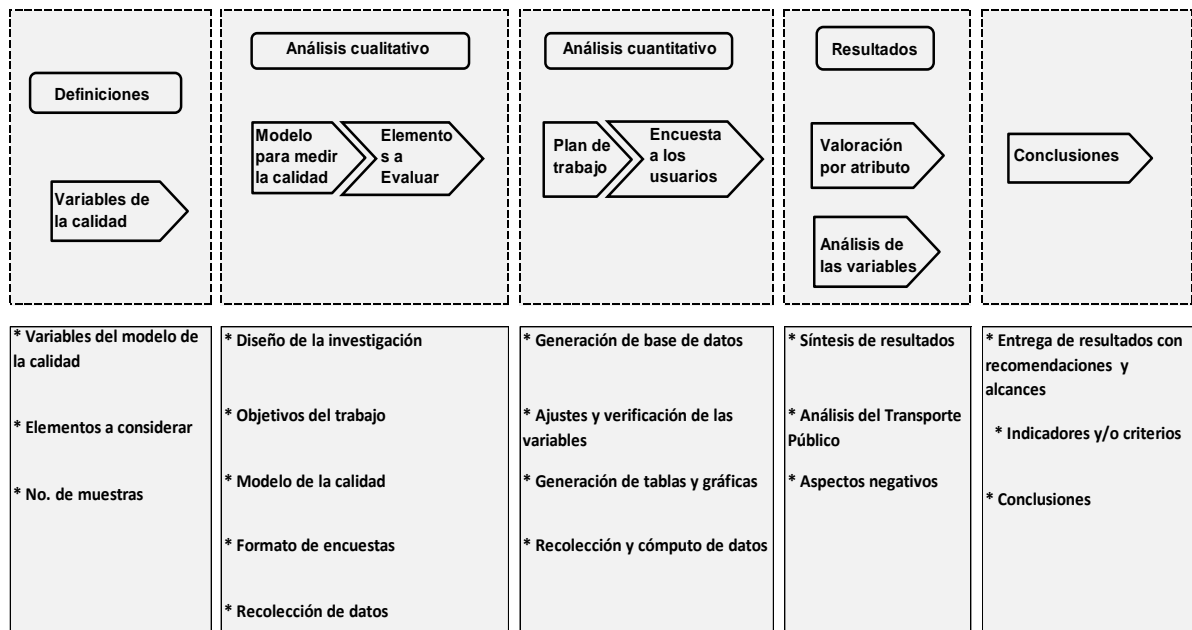 Definiciones
Variables de
la calidad
Análisis cualitativo
Modelo
para medir
la calidad
Elemento
s a
Evaluar
Análisis cuantitativo
Plan de
trabajo
Encuesta
a los
usuarios
Resultados
Valoración
por atributo
Análisis de
las variables
Conclusiones
* Variables del modelo de
la calidad
* Elementos a considerar
* No. de muestras
* Diseño de la investigación
* Objetivos del trabajo
* Modelo de la calidad
* Formato de encuestas
* Recolección de datos
* Generación de base de datos
* Ajustes y verificación de las
variables
* Generación de tablas y gráficas
* Recolección y cómputo de datos
* Síntesis de resultados
* Análisis del Transporte
Público
* Aspectos negativos
* Entrega de resultados con
recomendaciones y
alcances
* Indicadores y/o criterios
* Conclusiones